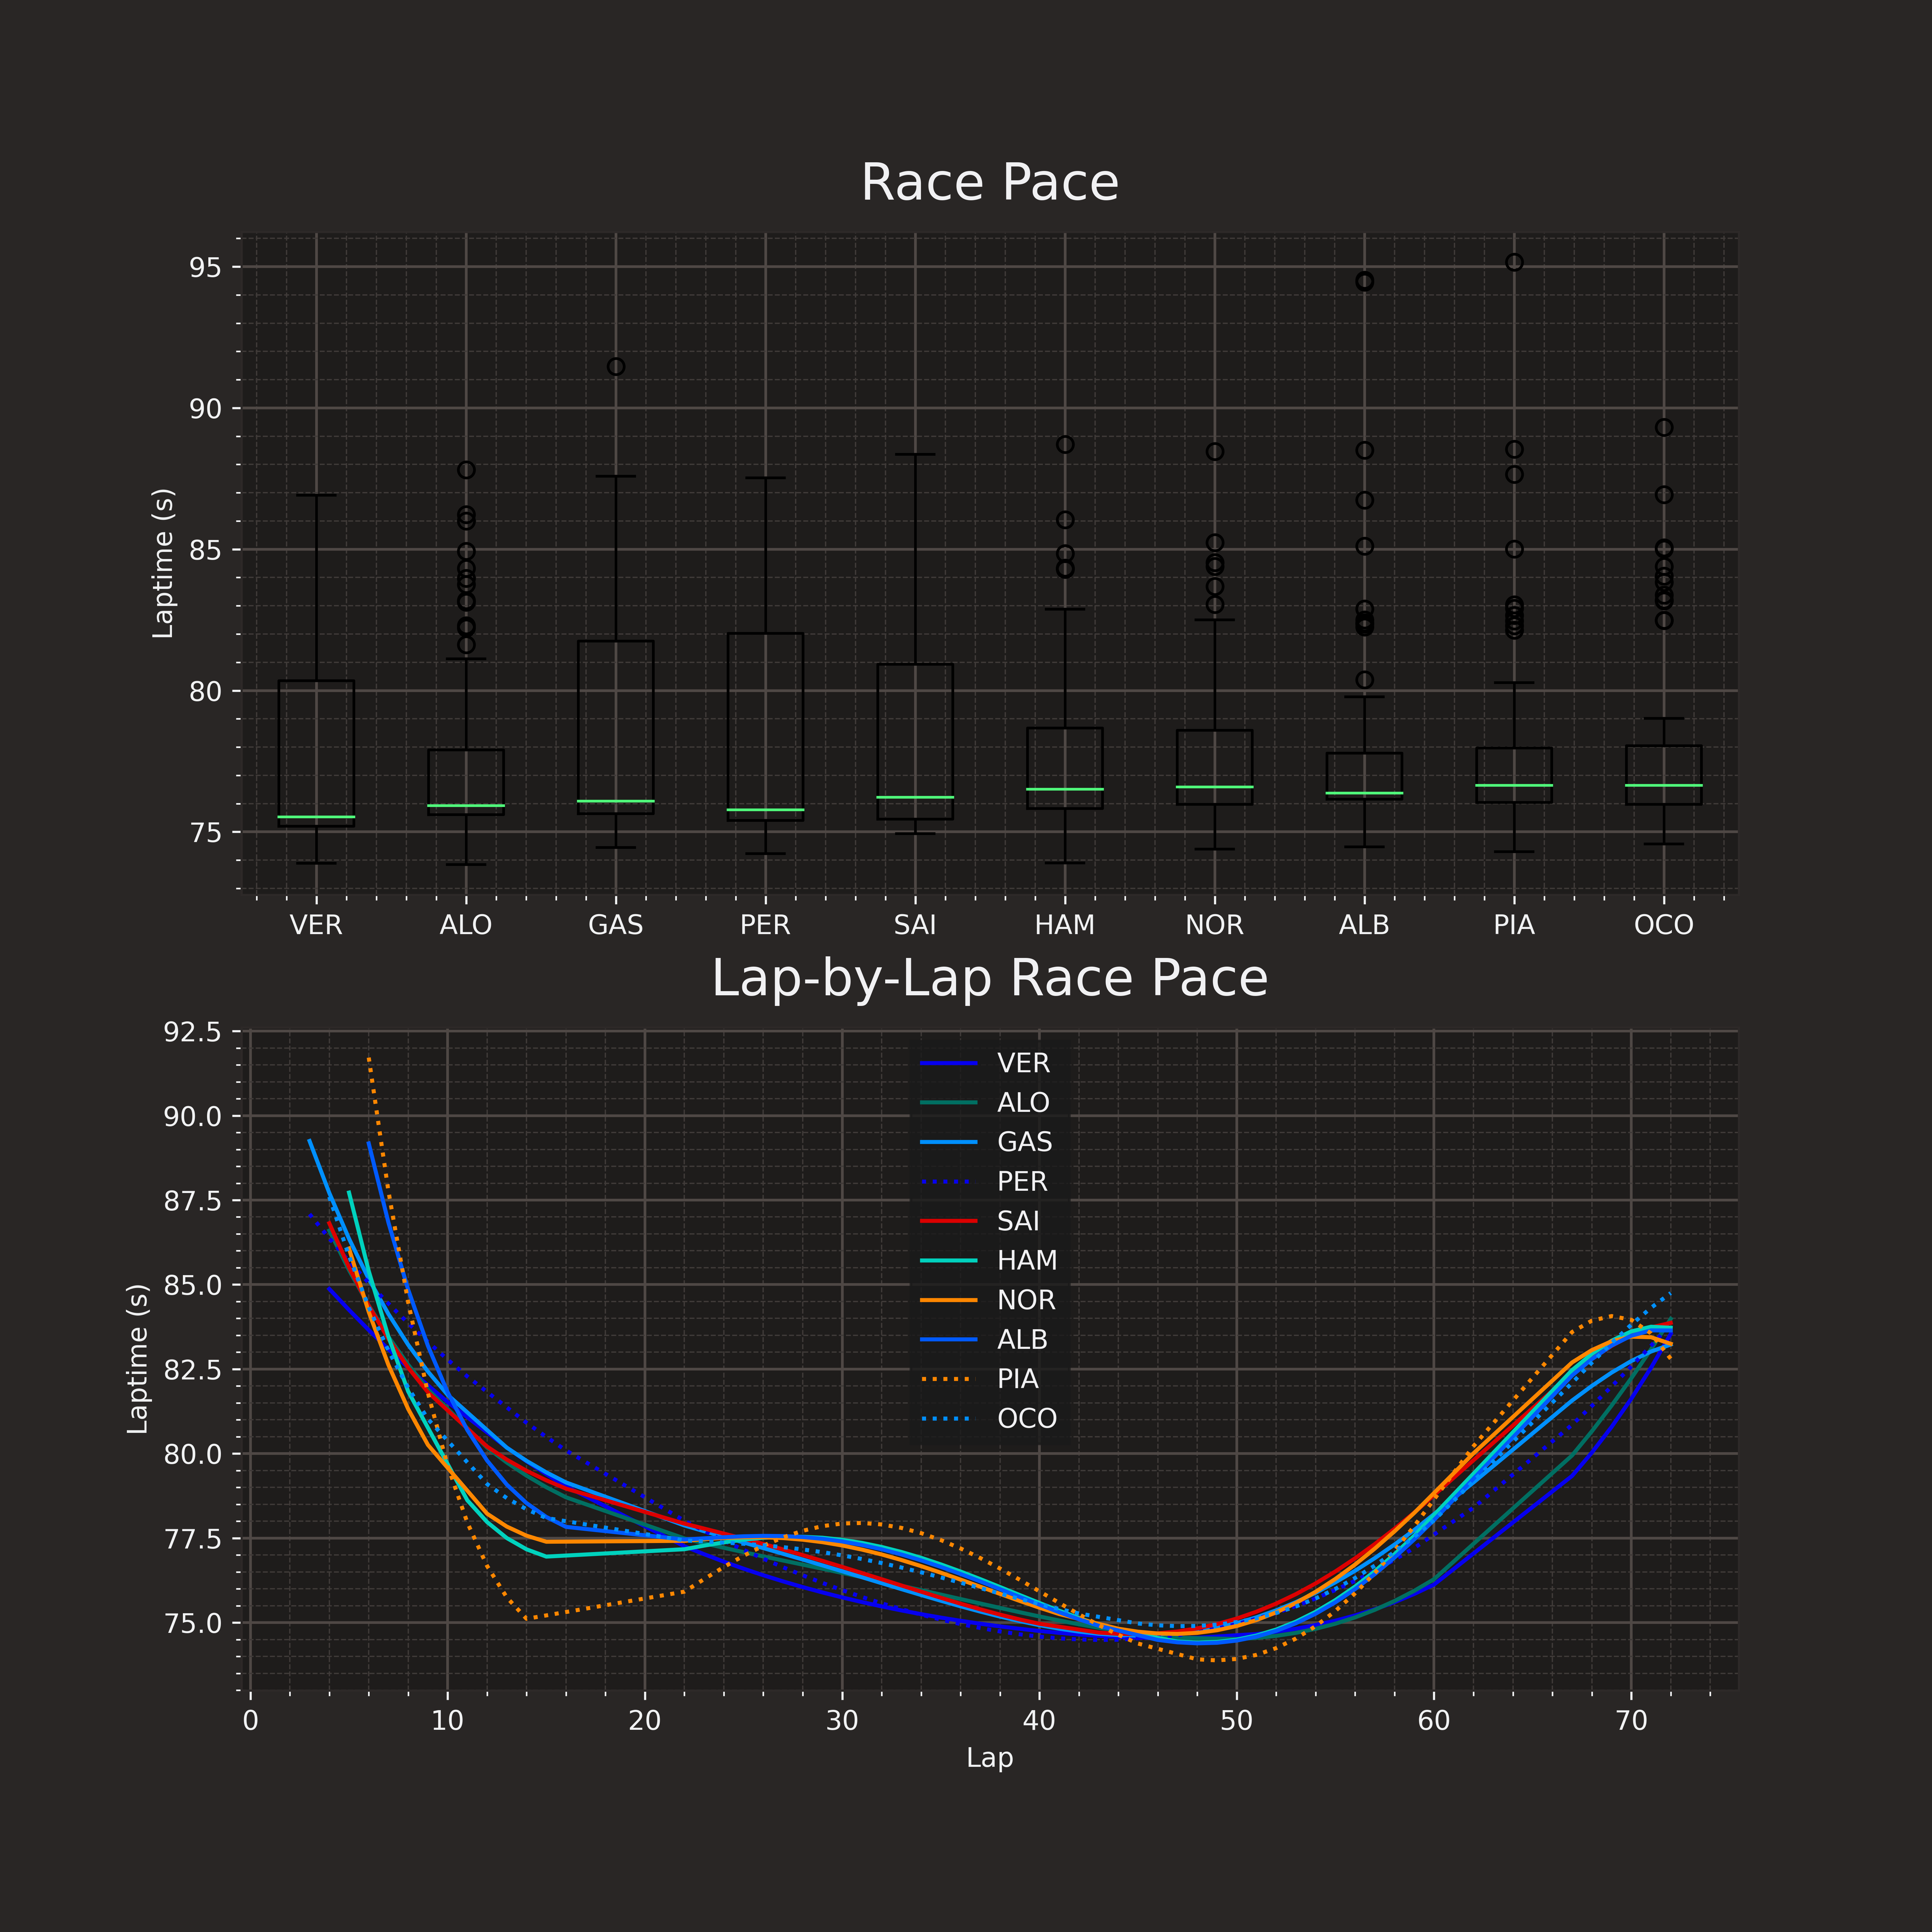 Race Pace
95
90
85
80
75
Laptime (s)
VER ALO GAS PER SAI HAM NOR ALB PIA OCO
Lap-by-Lap Race Pace
92.5
90.0
87.5
85.0
82.5
80.0
77.5
75.0
Laptime (s)
VER
ALO
GAS
PER
SAI
HAM
NOR
ALB
PIA
OCO
0 10 20 30 40 50 60 70
Lap